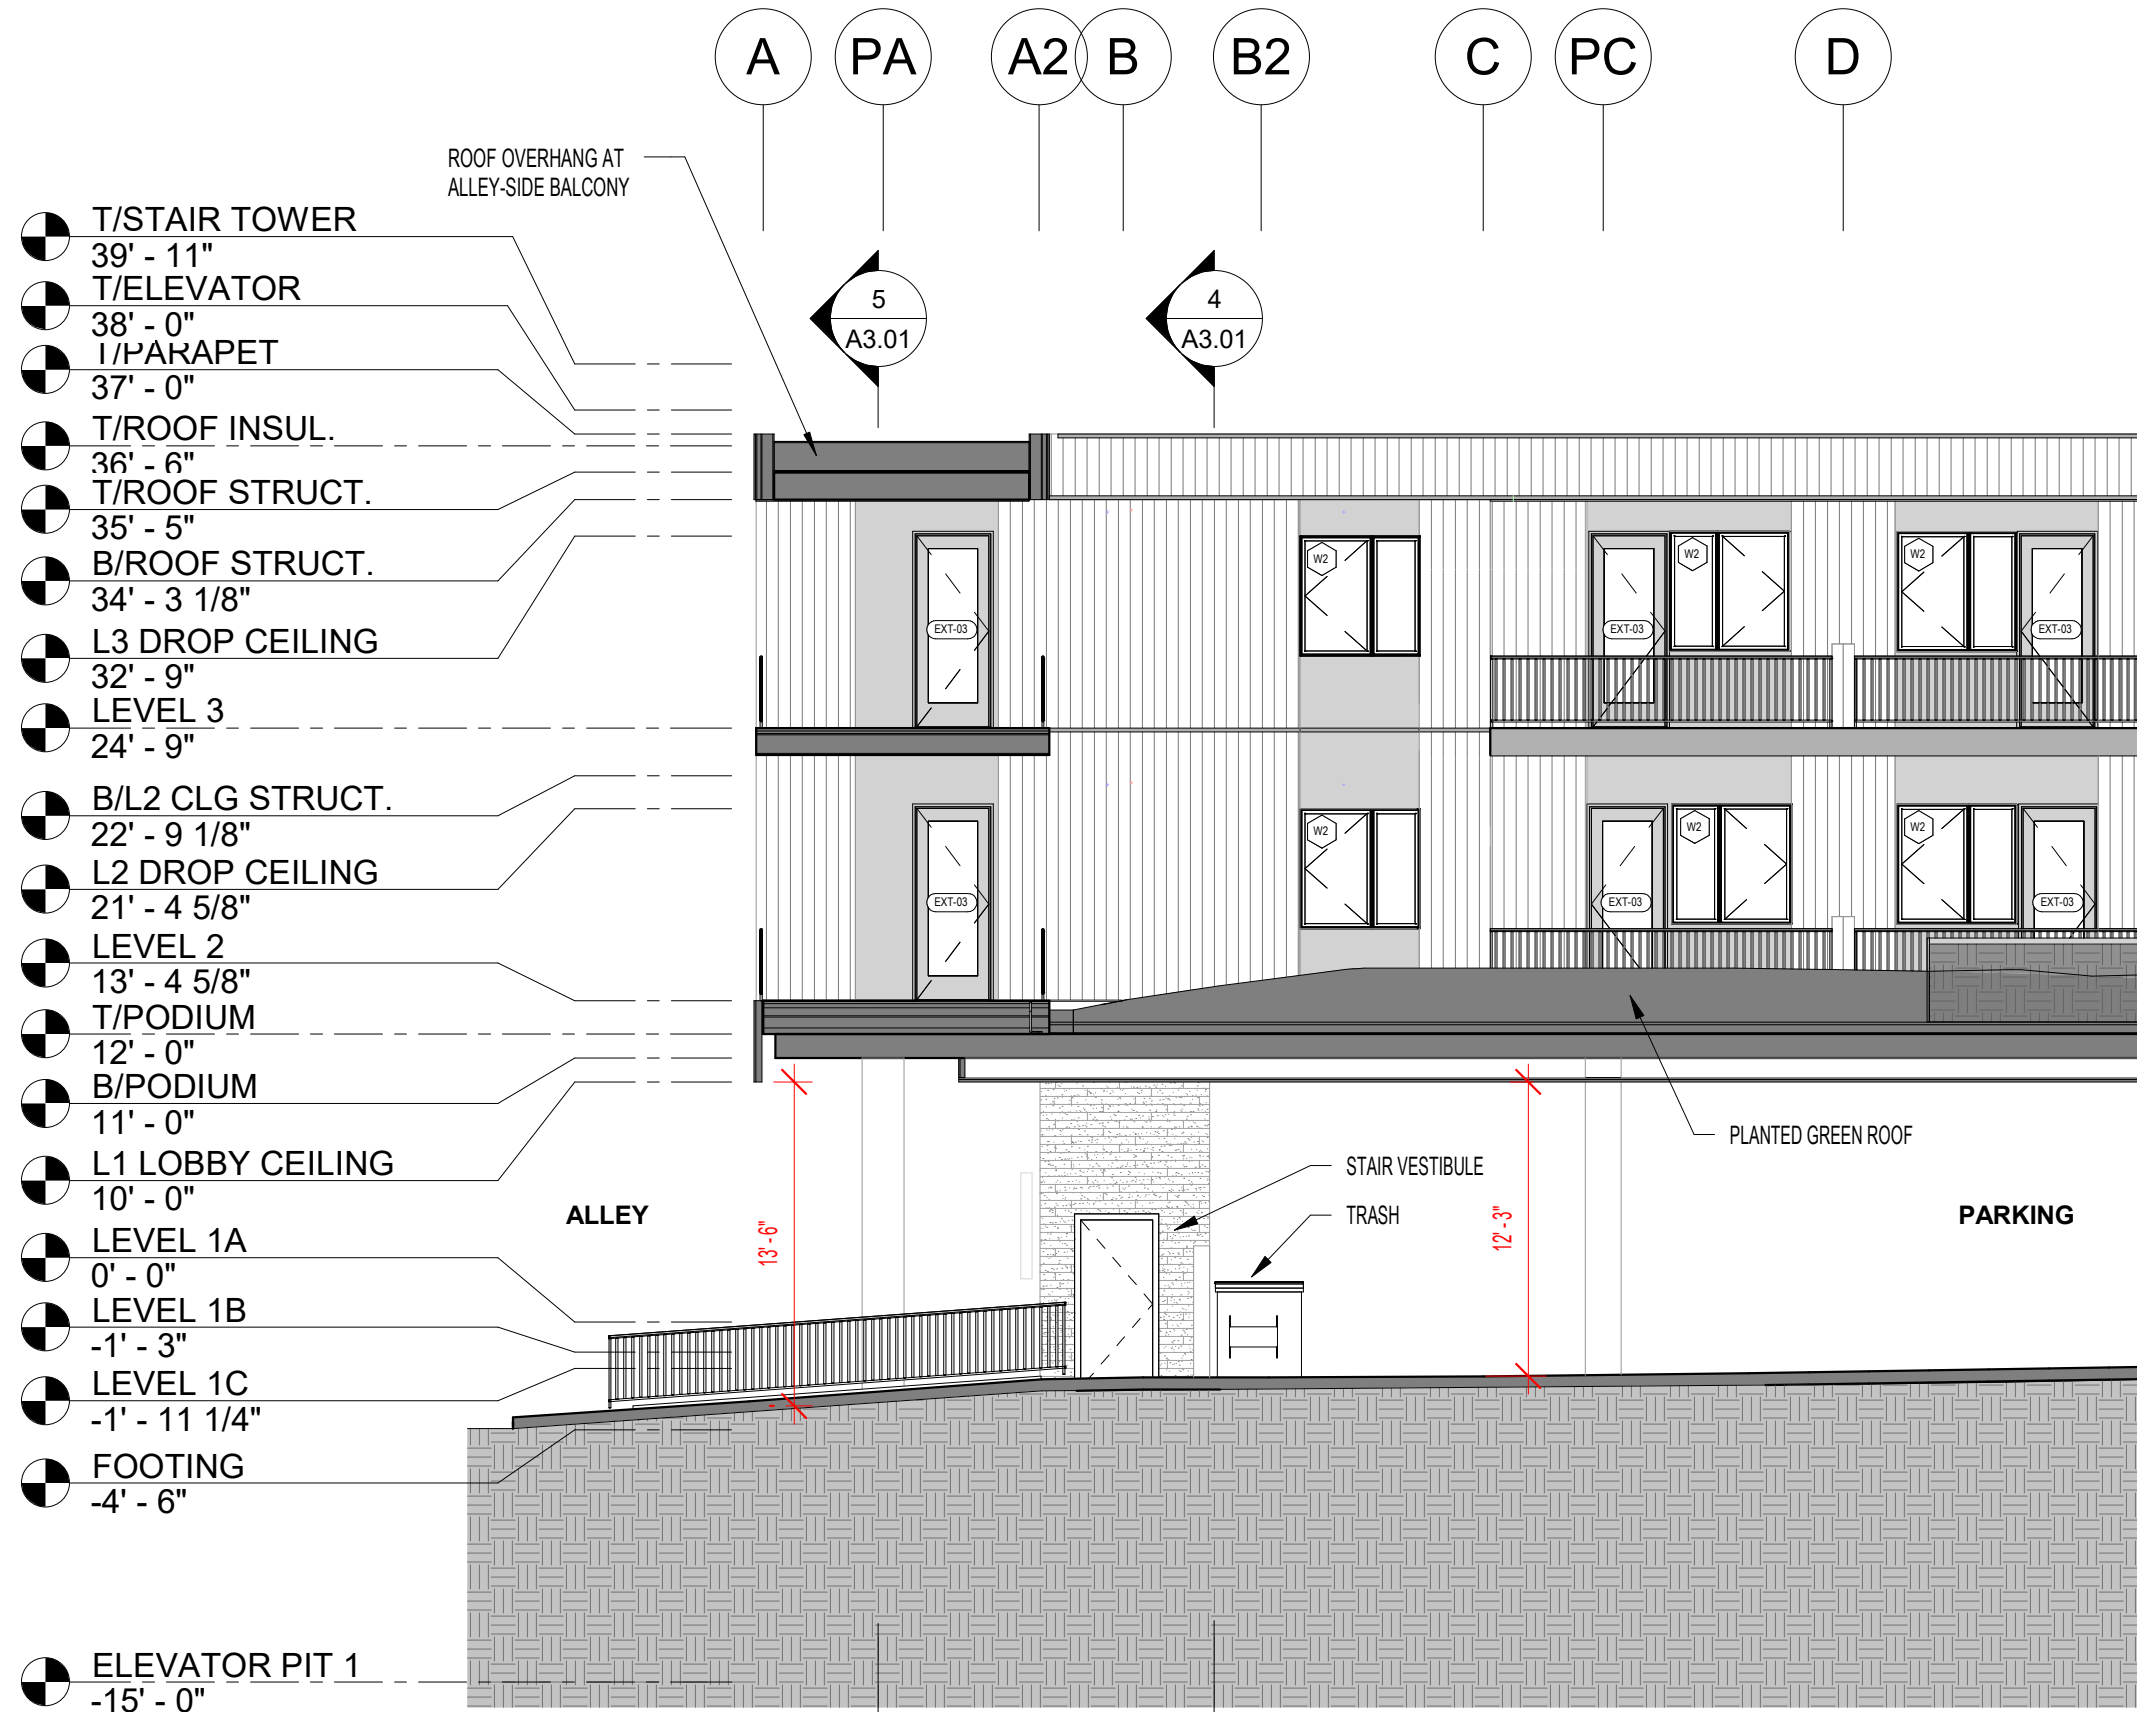 A
PA
A2
B
B2
C
PC
D
ROOF OVERHANG AT
ALLEY-SIDE BALCONY
T/STAIR TOWER
39' - 11"
T/ELEVATOR
38' - 0"
T/PARAPET
37' - 0"
T/ROOF INSUL.
36' - 6"
T/ROOF STRUCT.
35' - 5"
B/ROOF STRUCT.
34' - 3 1/8"
L3 DROP CEILING
32' - 9"
LEVEL 3
24' - 9"
B/L2 CLG STRUCT.
22' - 9 1/8"
L2 DROP CEILING
21' - 4 5/8"
LEVEL 2
13' - 4 5/8"
T/PODIUM
12' - 0"
B/PODIUM
11' - 0"
L1 LOBBY CEILING
10' - 0"
LEVEL 1A
0' - 0"
LEVEL 1B
-1' - 3"
LEVEL 1C
-1' - 11 1/4"
FOOTING
-4' - 6"
ELEVATOR PIT 1
-15' - 0"
5
A3.01
4
A3.01
W2
W2
W2
EXT-03
EXT-03
EXT-03
W2
W2
W2
EXT-03
EXT-03
EXT-03
PLANTED GREEN ROOF
STAIR VESTIBULE
TRASH
ALLEY
PARKING
13' - 6"
12' - 3"